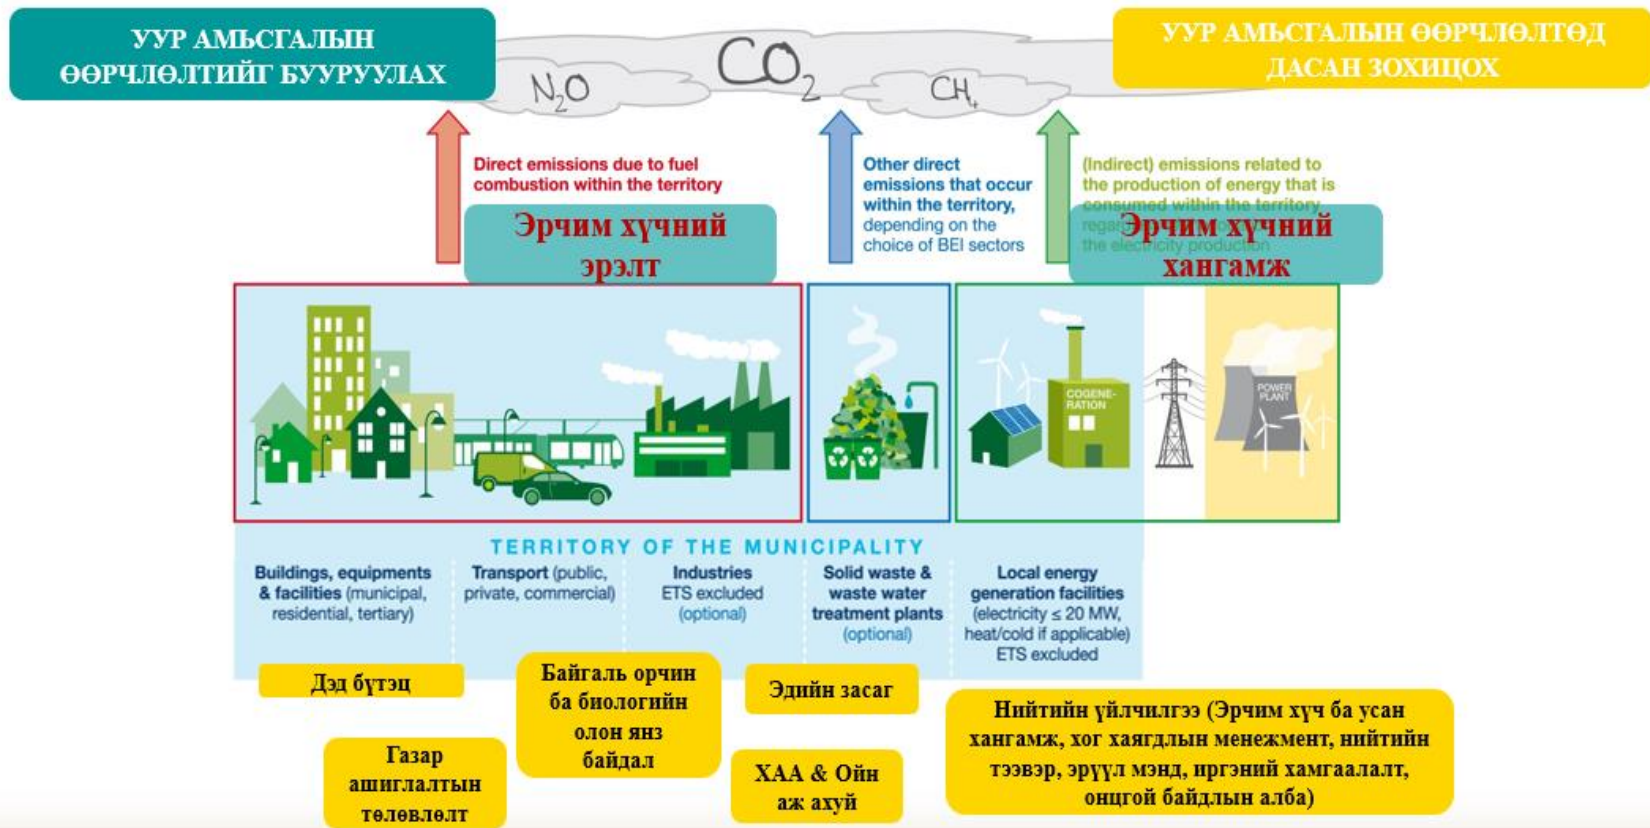 УУР АМЬСГАЛЫН
ӨӨРЧЛӨЛТИЙГ БУУРУУЛАХ
УУР АМЬСГАЛЫН ӨӨРЧЛӨЛТӨД
ДАСАН ЗОХИЦОХ
N₂O
CO₂
CH₄
Direct emissions due to fuel
combustion within the territory
Эрчим хүчний
эрэлт
Other direct
emissions that occur
within the territory,
depending on the
choice of BEI sectors
(Indirect) emissions related to
the production of energy that is
consumed within the territory
the electricity production
Эрчим хүчний
хангамж
COGENE-
RATION
POWER
PLANT
TERRITORY OF THE MUNICIPALITY
Buildings, equipments
& facilities (municipal,
residential, tertiary)
Transport (public,
private, commercial)
Industries
ETS excluded
(optional)
Solid waste &
waste water
treatment plants
(optional)
Local energy
generation facilities
(electricity ≤ 20 MW,
heat/cold if applicable)
ETS excluded
Дэд бүтэц
Газар
ашиглалтын
төлөвлөлт
Байгаль орчин
ба биологийн
олон янз
байдал
Эдийн засаг
ХАА & Ойн
аж ахуй
Нийтийн үйлчилгээ (Эрчим хүч ба усан
хангамж, хог хаягдлын менежмент, нийтийн
тээвэр, эрүүл мэнд, иргэний хамгаалалт,
онцгой байдлын алба)